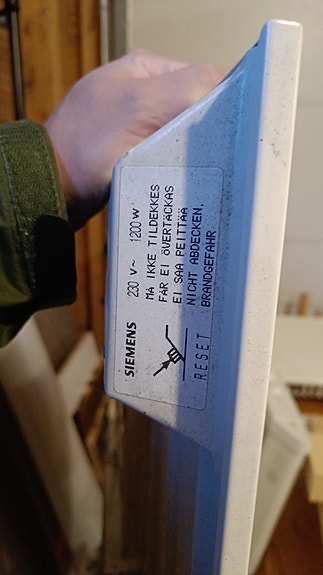 SIEMENS 230 V~ 1200 W
MÅ IKKE TILDEKKES
FÅR EJ ÖVERTÄCKAS
EI SAA PEITTÄÄ
NICHT ABDECKEN,
BRANDGEFAHR
RESET